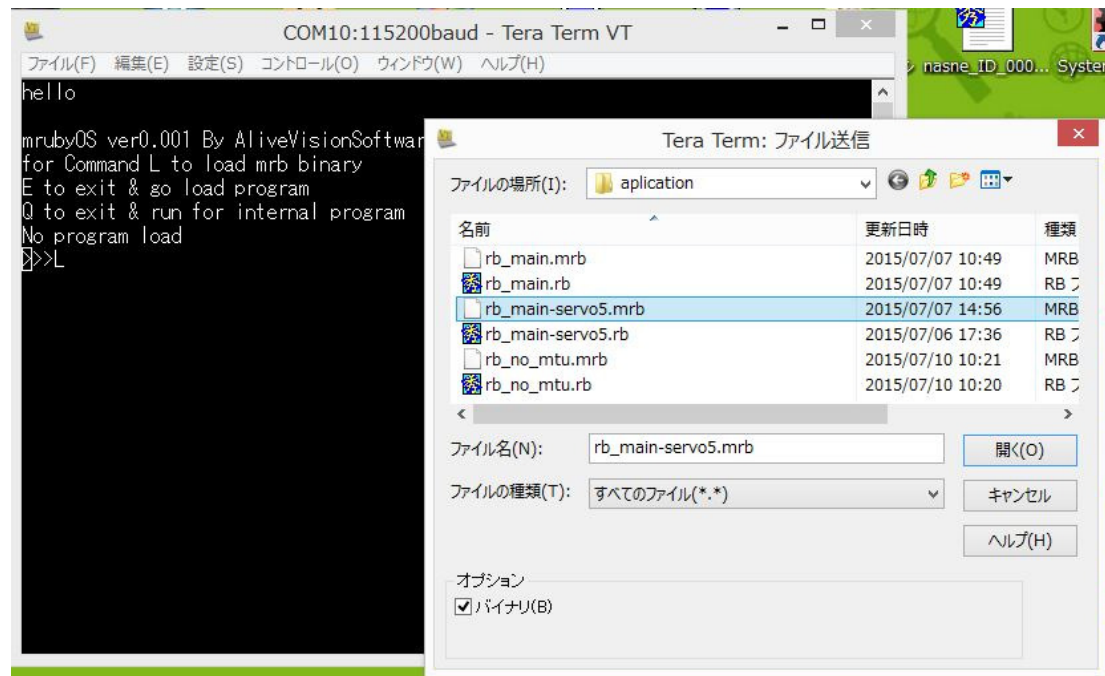 COM10:115200baud - Tera Term VT
ファイル(F) 編集(E) 設定(S) コントロール(O) ウィンドウ(W) ヘルプ(H)
hello
mrubyOS ver0.001 By AliveVisionSoftwar
for Command L to load mrb binary
E to exit & go load program
Q to exit & run for internal program
No program load
>>>L
nasne_ID_000... Syster
Tera Term: ファイル送信
ファイルの場所(I): aplication
名前 更新日時 種類
rb_main.mrb 2015/07/07 10:49 MRB
rb_main.rb 2015/07/07 10:49 RB フ
rb_main-servo5.mrb 2015/07/07 14:56 MRB
rb_main-servo5.rb 2015/07/06 17:36 RB フ
rb_no_mtu.mrb 2015/07/10 10:21 MRB
rb_no_mtu.rb 2015/07/10 10:20 RB フ
ファイル名(N): rb_main-servo5.mrb 開く(O)
ファイルの種類(T): すべてのファイル(*.*) キャンセル
ヘルプ(H)
オプション
バイナリ(B)